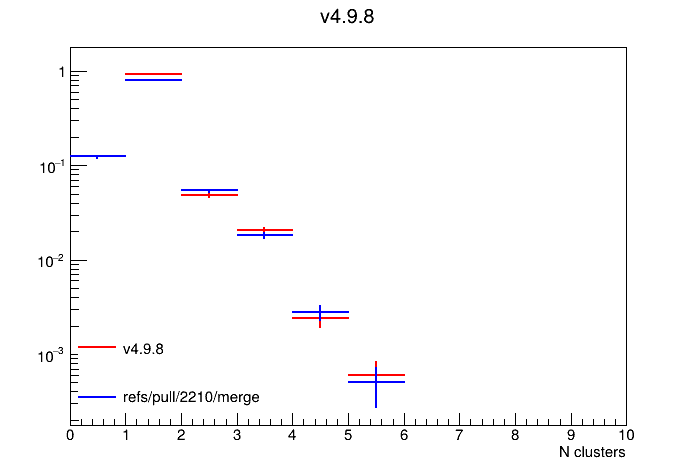 v4.9.8
1
10⁻¹
10⁻²
10⁻³
v4.9.8
refs/pull/2210/merge
0 1 2 3 4 5 6 7 8 9 10
N clusters